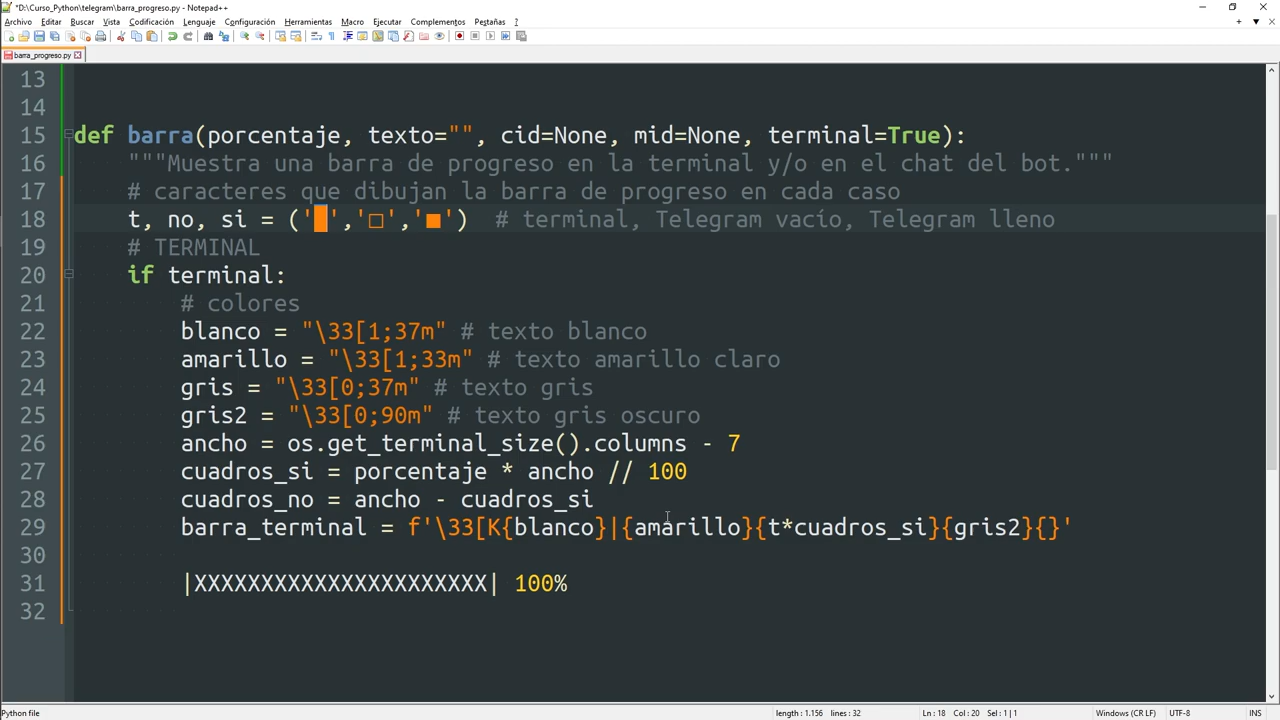 *D:\Curso_Python\telegram\barra_progreso.py - Notepad++
Archivo Editar Buscar Vista Codificación Lenguaje Configuración Herramientas Macro Ejecutar Complementos Pestañas ?
barra_progreso.py
13
14
15 def barra(porcentaje, texto="", cid=None, mid=None, terminal=True):
16 """Muestra una barra de progreso en la terminal y/o en el chat del bot."""
17 # caracteres que dibujan la barra de progreso en cada caso
18 t, no, si = ('█','□','■') # terminal, Telegram vacío, Telegram lleno
19 # TERMINAL
20 if terminal:
21 # colores
22 blanco = "\33[1;37m" # texto blanco
23 amarillo = "\33[1;33m" # texto amarillo claro
24 gris = "\33[0;37m" # texto gris
25 gris2 = "\33[0;90m" # texto gris oscuro
26 ancho = os.get_terminal_size().columns - 7
27 cuadros_si = porcentaje * ancho // 100
28 cuadros_no = ancho - cuadros_si
29 barra_terminal = f'\33[K{blanco}|{amarillo}{t*cuadros_si}{gris2}{}'
30
31 |XXXXXXXXXXXXXXXXXXXXXX| 100%
32
Python file length : 1.156 lines : 32 Ln : 18 Col : 20 Sel : 1 | 1 Windows (CR LF) UTF-8 INS